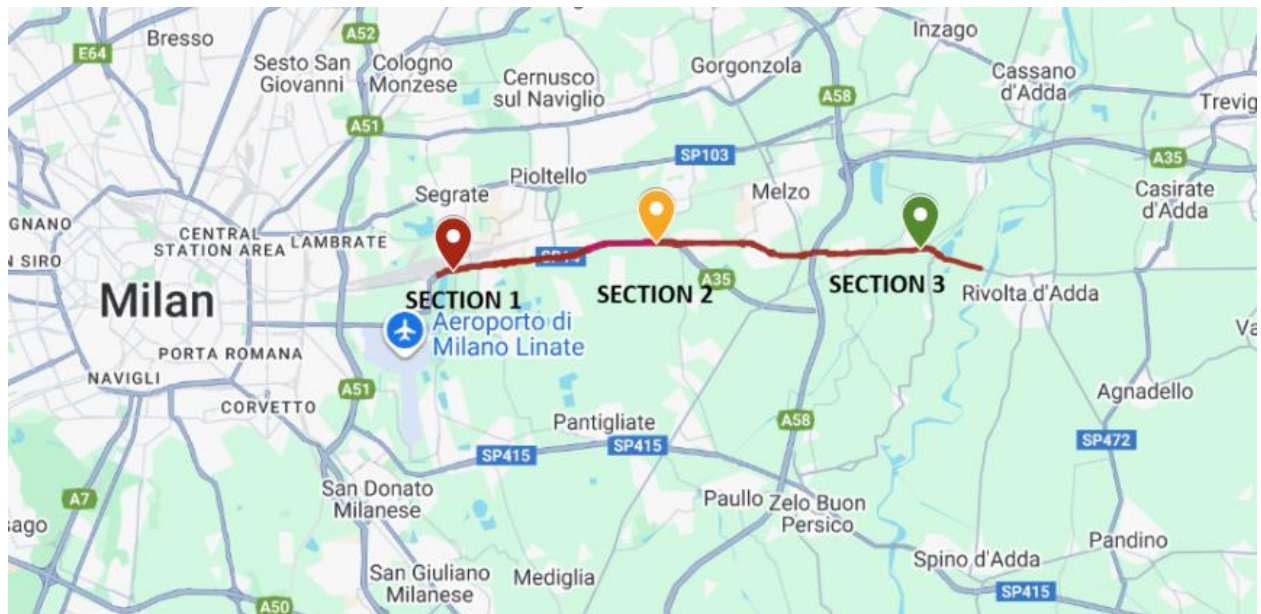 Bresso
A52
Inzago
E64
Sesto San
Giovanni
Cologno
Monzese
Cernusco
sul Naviglio
Gorgonzola
Cassano
d'Adda
A58
Trevig
A51
SP103
A35
Segrate
Pioltello
Melzo
Casirate
d'Adda
GNANO
CENTRAL
STATION AREA
LAMBRATE
N SIRO
A35
SECTION 1
SECTION 2
SECTION 3
Rivolta d'Adda
Milan
Aeroporto di
Milano Linate
Va
PORTA ROMANA
NAVIGLI
A51
CORVETTO
Agnadello
Pantigliate
A58
SP415
SP415
SP472
A7
San Donato
Milanese
Paullo
Zelo Buon
Persico
sago
Pandino
San Giuliano
Milanese
Mediglia
Spino d'Adda
A50
SP415